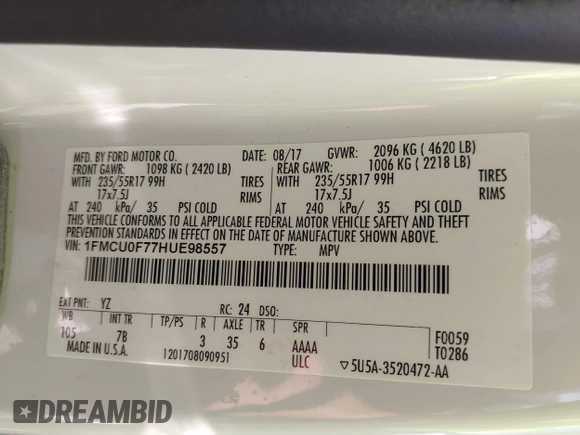 MFD. BY FORD MOTOR CO.
08/17 GVWR: 2096 KG ( 4620 LB)
FRONT GAWR: 1098 KG ( 2420 LB) REAR GAWR: 1006 KG ( 2218 LB)
WITH 235/55R17 99H TIRES WITH 235/55R17 99H TIRES
17x7.5J 17x7.5J
AT 240 kPa/ 35 PSI COLD AT 240 kPa/ 35 PSI COLD
THIS VEHICLE CONFORMS TO ALL APPLICABLE FEDERAL MOTOR VEHICLE SAFETY AND THEFT
PREVENTION STANDARDS IN EFFECT ON THE DATE OF MANUFACTURE SHOWN ABOVE.
VIN: 1FMCU0F77HUE98557 TYPE: MPV
EXT PNT: YZ RC: 24 DSO:
WB INT TR TP/PS R AXLE TR SPR
105 7B 3 35 6 AAAA F0059
MADE IN U.S.A. 1201708090951 ULC T0286
▽5U5A-3520472-AA
DREAMBID